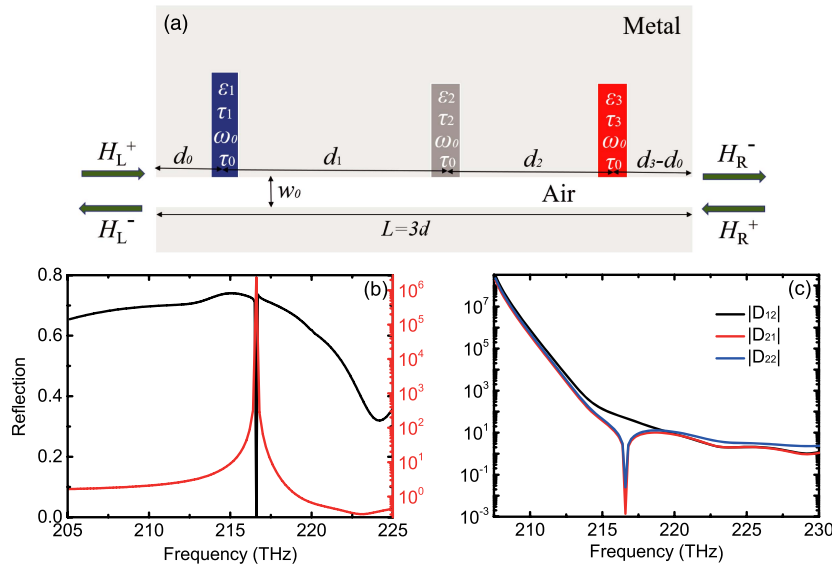 (a)
Metal
ε1
τ1
ω0
τ0
ε2
τ2
ω0
τ0
ε3
τ3
ω0
τ0
HL+
d0
d1
d2
d3-d0
HR-
w0
Air
HL-
L=3d
HR+
(b)
0.8
0.6
0.4
0.2
0.0
Reflection
10^6
10^5
10^4
10^3
10^2
10^1
10^0
205
210
215
220
225
Frequency (THz)
(c)
|D12|
|D21|
|D22|
10^7
10^5
10^3
10^1
10^-1
10^-3
210
215
220
225
230
Frequency (THz)